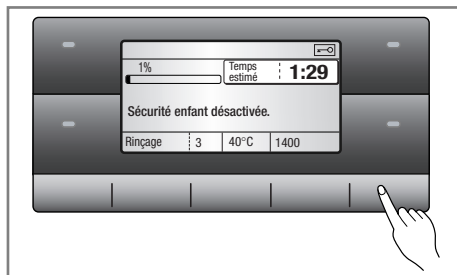 1%
Temps
estimé
1:29
Sécurité enfant désactivée.
Rinçage 3 40°C 1400